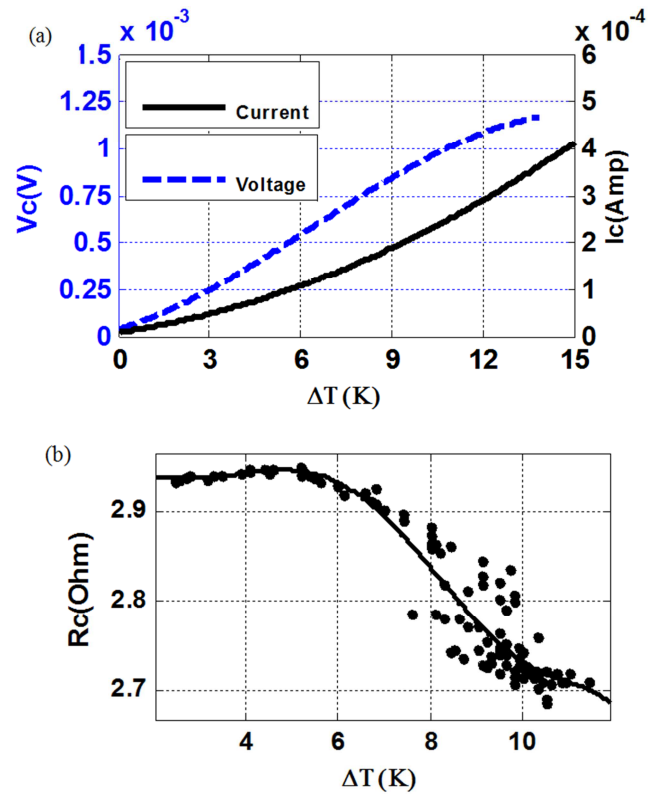 (a)
x 10⁻³
x 10⁻⁴
1.5
1.25
1
0.75
0.5
0.25
0
Vc(V)
Current
Voltage
6
5
4
3
2
1
0
Ic(Amp)
0 3 6 9 12 15
ΔT (K)
(b)
2.9
2.8
2.7
Rc(Ohm)
4 6 8 10
ΔT (K)